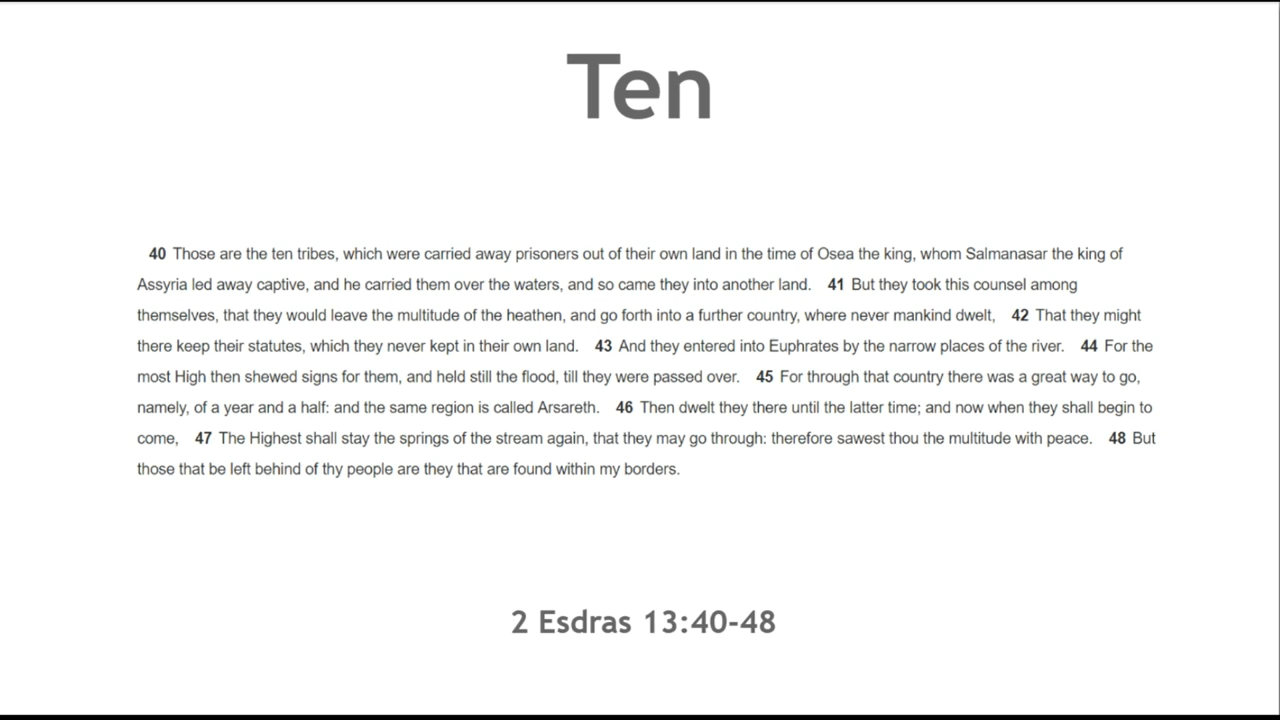 Ten
40 Those are the ten tribes, which were carried away prisoners out of their own land in the time of Osea the king, whom Salmanasar the king of
Assyria led away captive, and he carried them over the waters, and so came they into another land. 41 But they took this counsel among
themselves, that they would leave the multitude of the heathen, and go forth into a further country, where never mankind dwelt, 42 That they might
there keep their statutes, which they never kept in their own land. 43 And they entered into Euphrates by the narrow places of the river. 44 For the
most High then shewed signs for them, and held still the flood, till they were passed over. 45 For through that country there was a great way to go,
namely, of a year and a half: and the same region is called Arsareth. 46 Then dwelt they there until the latter time; and now when they shall begin to
come, 47 The Highest shall stay the springs of the stream again, that they may go through: therefore sawest thou the multitude with peace. 48 But
those that be left behind of thy people are they that are found within my borders.
2 Esdras 13:40-48